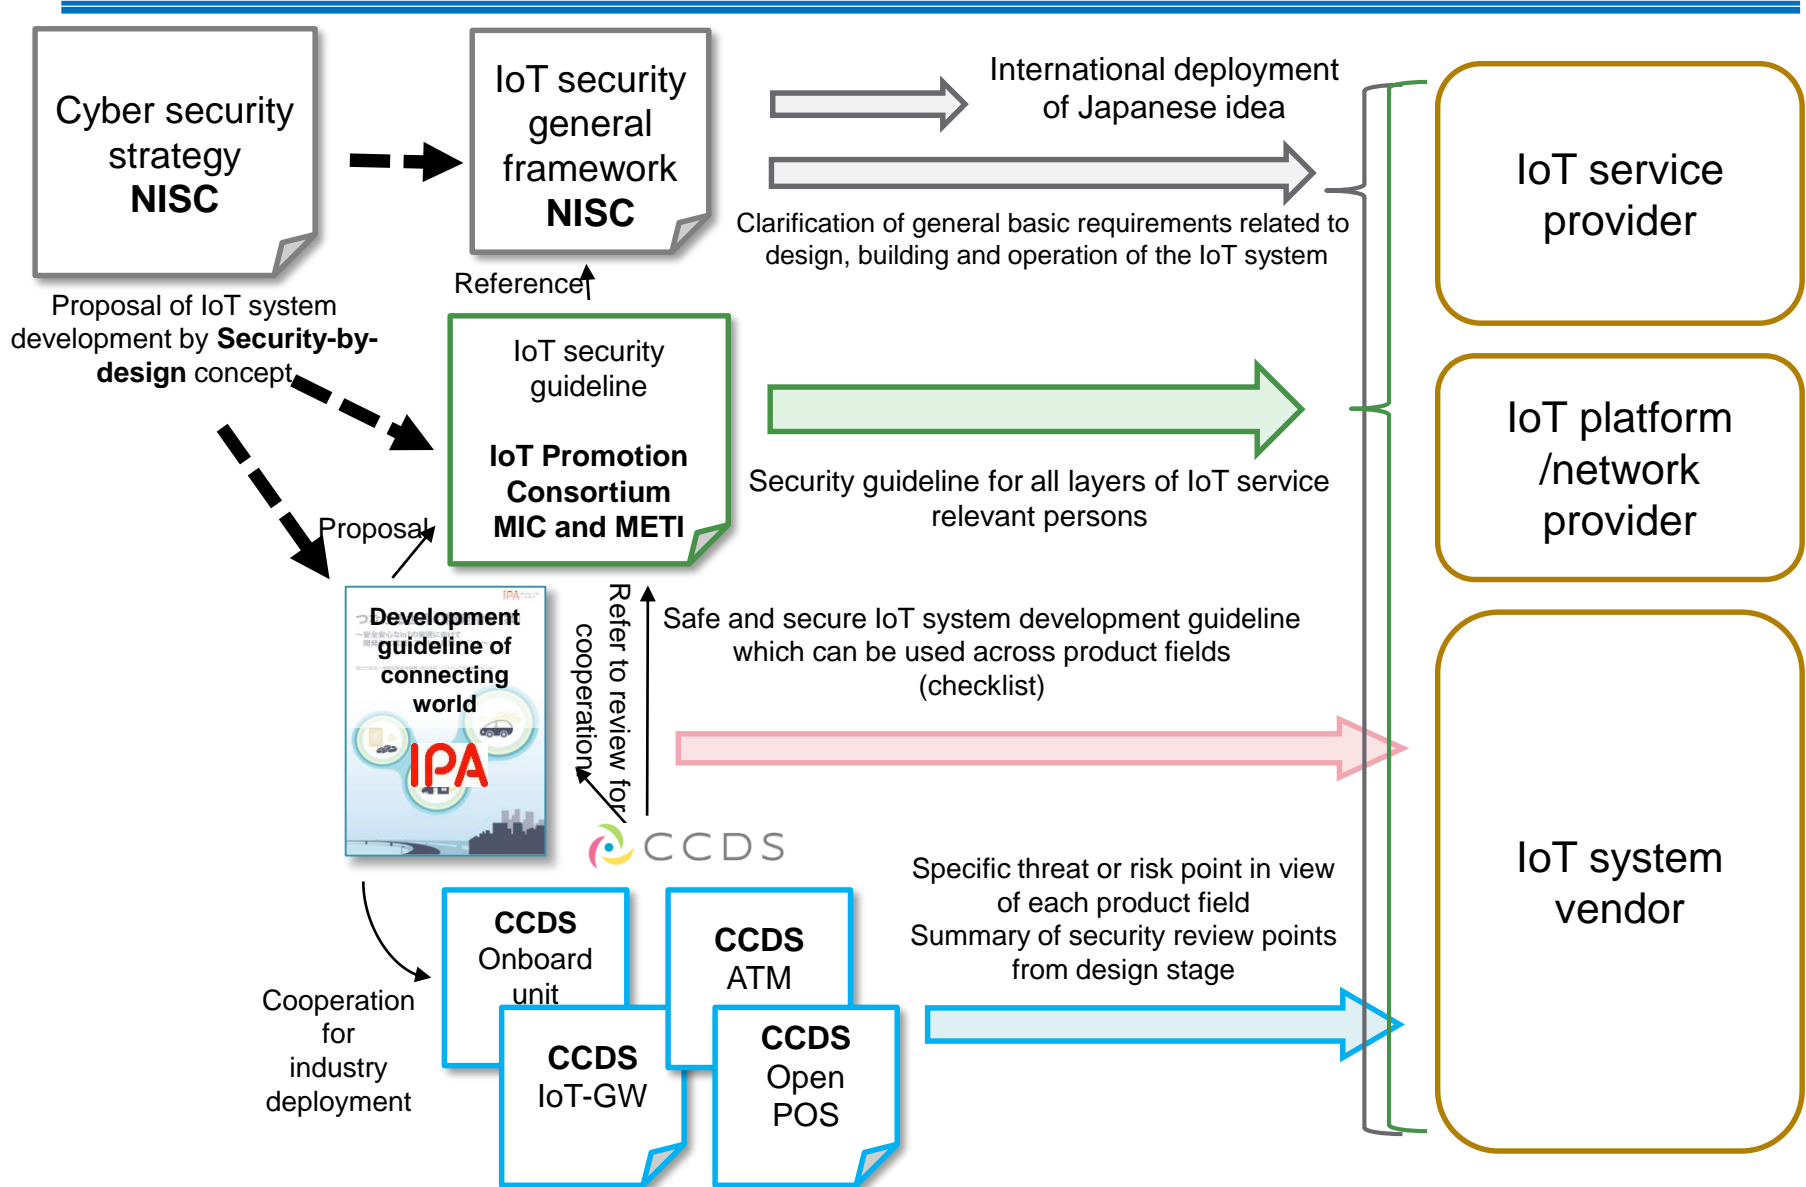 Cyber security
strategy
NISC
IoT security
general
framework
NISC
International deployment
of Japanese idea
Clarification of general basic requirements related to
design, building and operation of the IoT system
Reference
Proposal of IoT system
development by Security-by-
design concept
IoT security
guideline
IoT Promotion
Consortium
MIC and METI
Security guideline for all layers of IoT service
relevant persons
Proposal
IPA
Development
guideline of
connecting
world
IPA
Refer to review for
cooperation
Safe and secure IoT system development guideline
which can be used across product fields
(checklist)
CCDS
Specific threat or risk point in view
of each product field
Summary of security review points
from design stage
Cooperation
for
industry
deployment
CCDS
Onboard
unit
CCDS
ATM
CCDS
IoT-GW
CCDS
Open
POS
IoT service
provider
IoT platform
/network
provider
IoT system
vendor